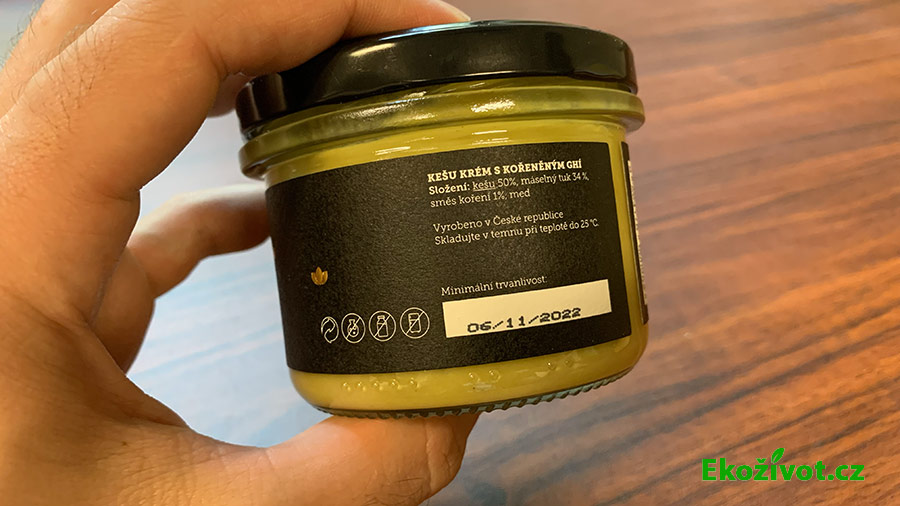 KEŠU KRÉM S KOŘENĚNÝM GHÍ
Složení: kešu 50%, máselný tuk 34 %,
směs koření 1%, med
Vyrobeno v České republice
Skladujte v temnu při teplotě do 25 °C.
Minimální trvanlivost:
06/11/2022
Ekoživot.cz